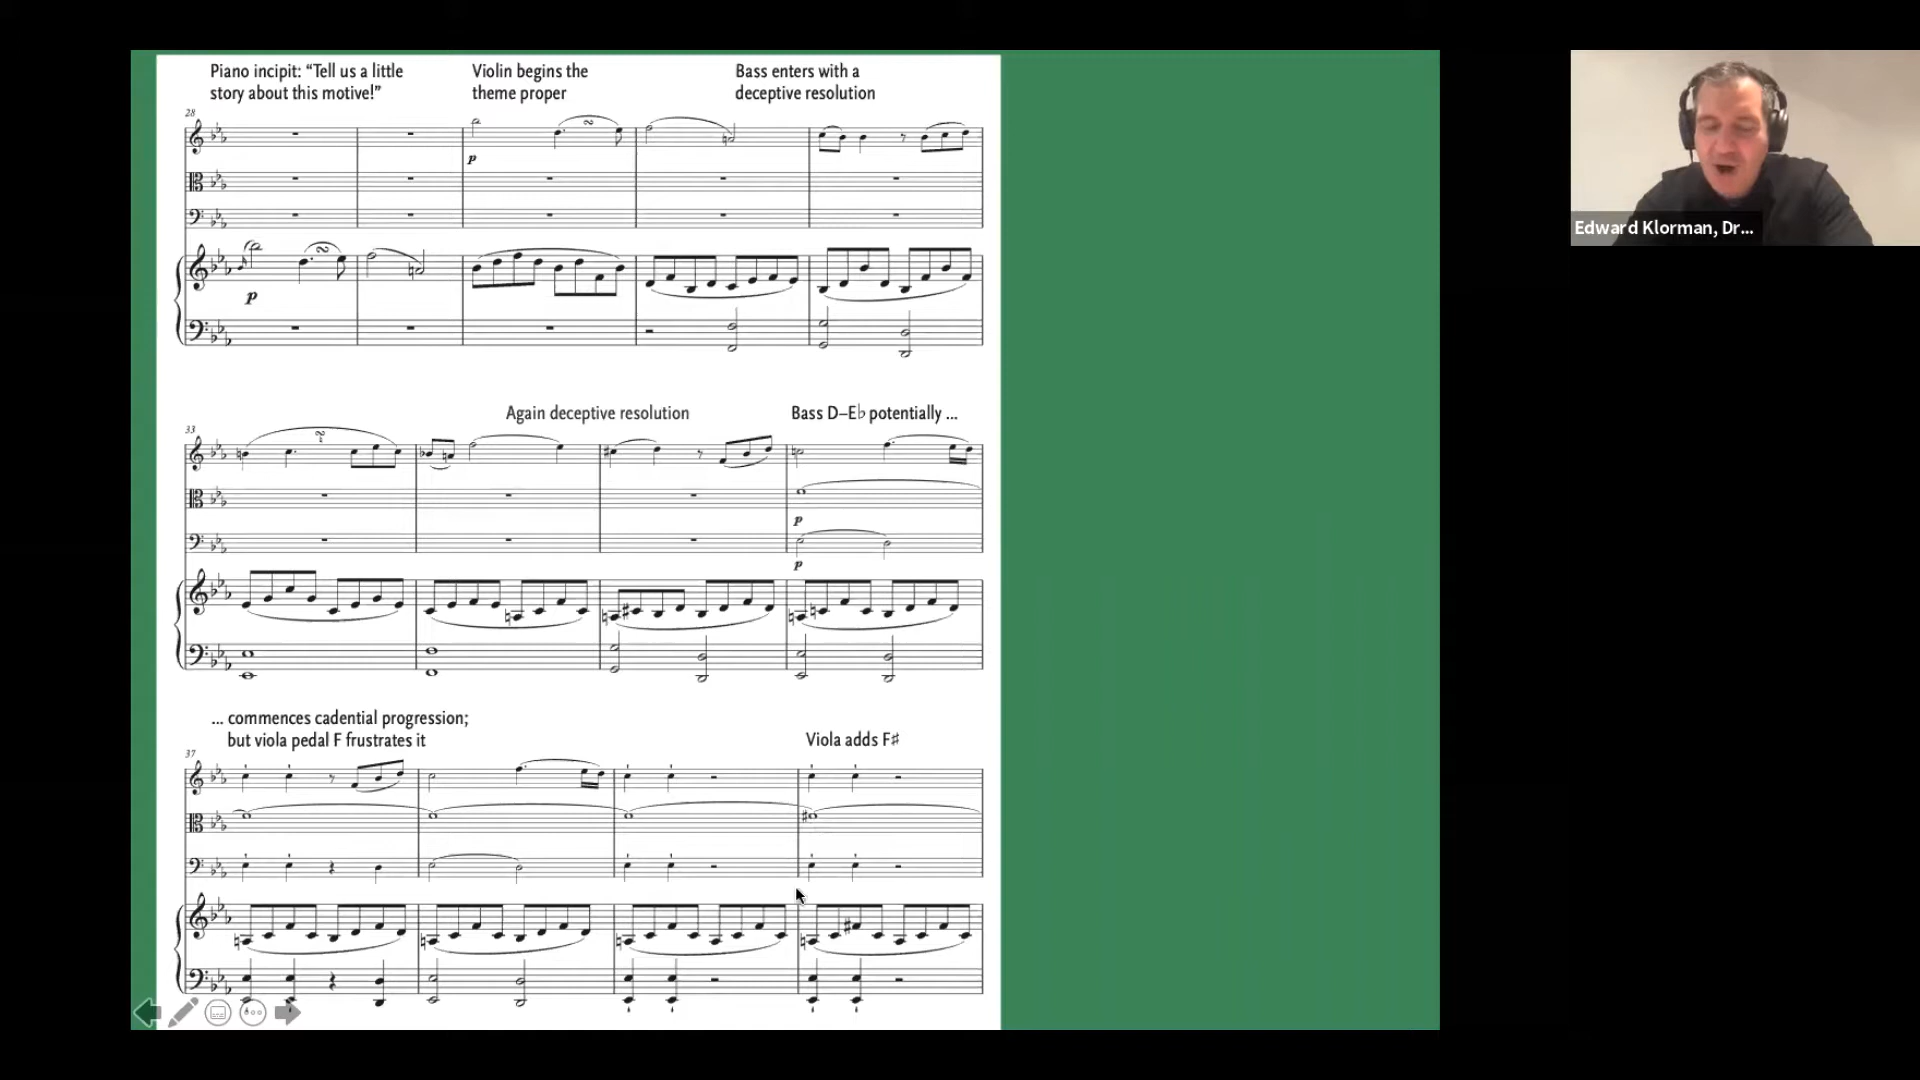 Piano incipit: “Tell us a little
story about this motive!”
Violin begins the
theme proper
Bass enters with a
deceptive resolution
28
p
p
33
Again deceptive resolution
Bass D–E♭ potentially ...
p
p
... commences cadential progression;
but viola pedal F frustrates it
Viola adds F♯
37
Edward Klorman, Dr...